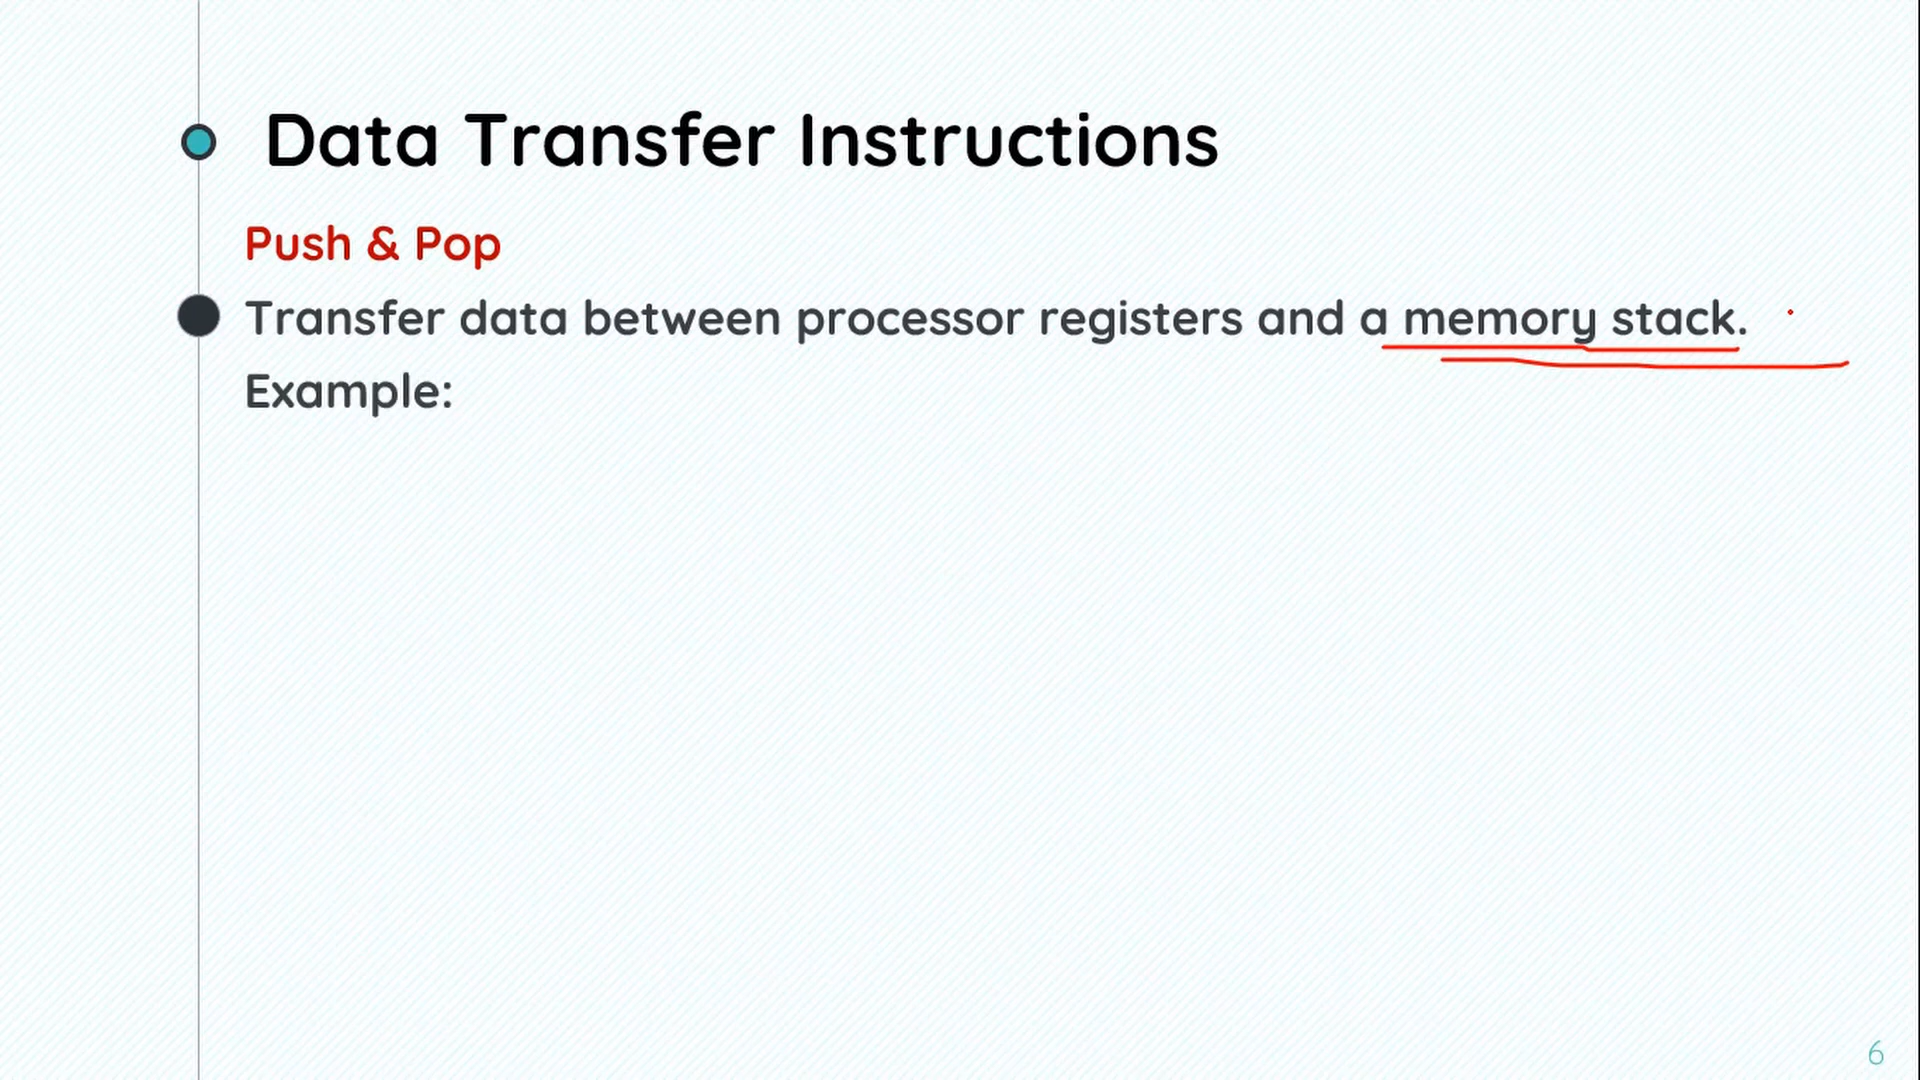 Data Transfer Instructions
Push & Pop
Transfer data between processor registers and a memory stack.
Example:
6